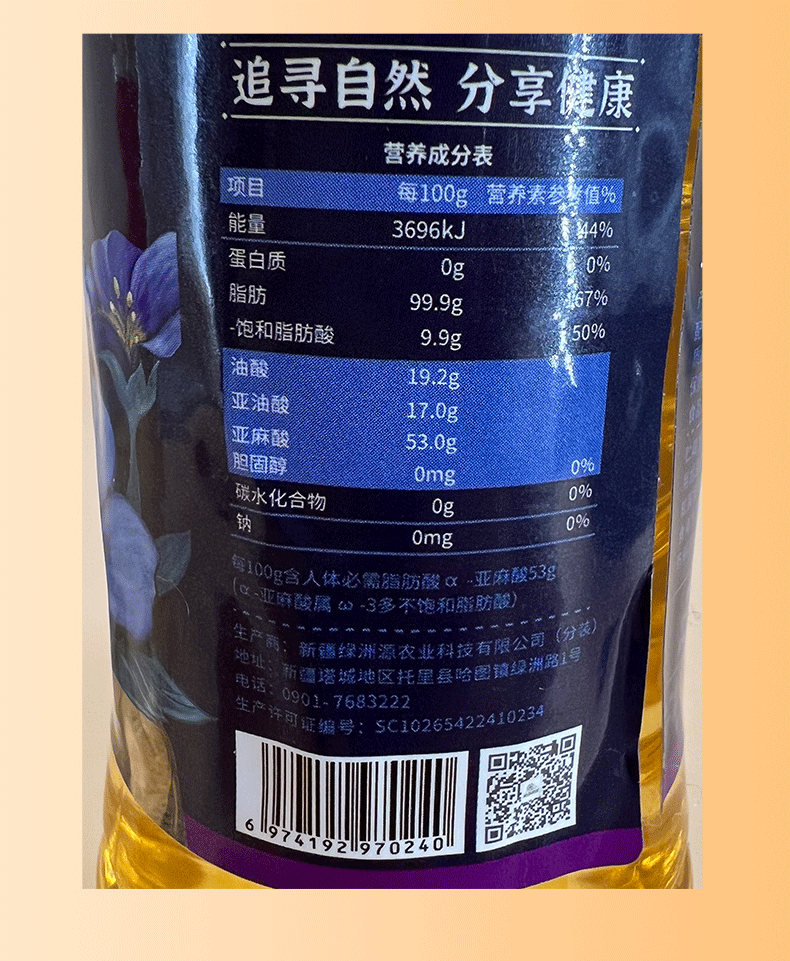 追寻自然 分享健康
营养成分表
项目 每100g 营养素参考值%
能量 3696kJ 44%
蛋白质 0g 0%
脂肪 99.9g 167%
-饱和脂肪酸 9.9g 50%
油酸 19.2g
亚油酸 17.0g
亚麻酸 53.0g
胆固醇 0mg 0%
碳水化合物 0g 0%
钠 0mg 0%
每100g含人体必需脂肪酸α-亚麻酸53g
(α-亚麻酸属ω-3多不饱和脂肪酸)
生产商：新疆绿洲源农业科技有限公司（分装）
地址：新疆塔城地区托里县哈图镇绿洲路1号
电话：0901-7683222
生产许可证编号：SC10265422410234
6 974192 970240